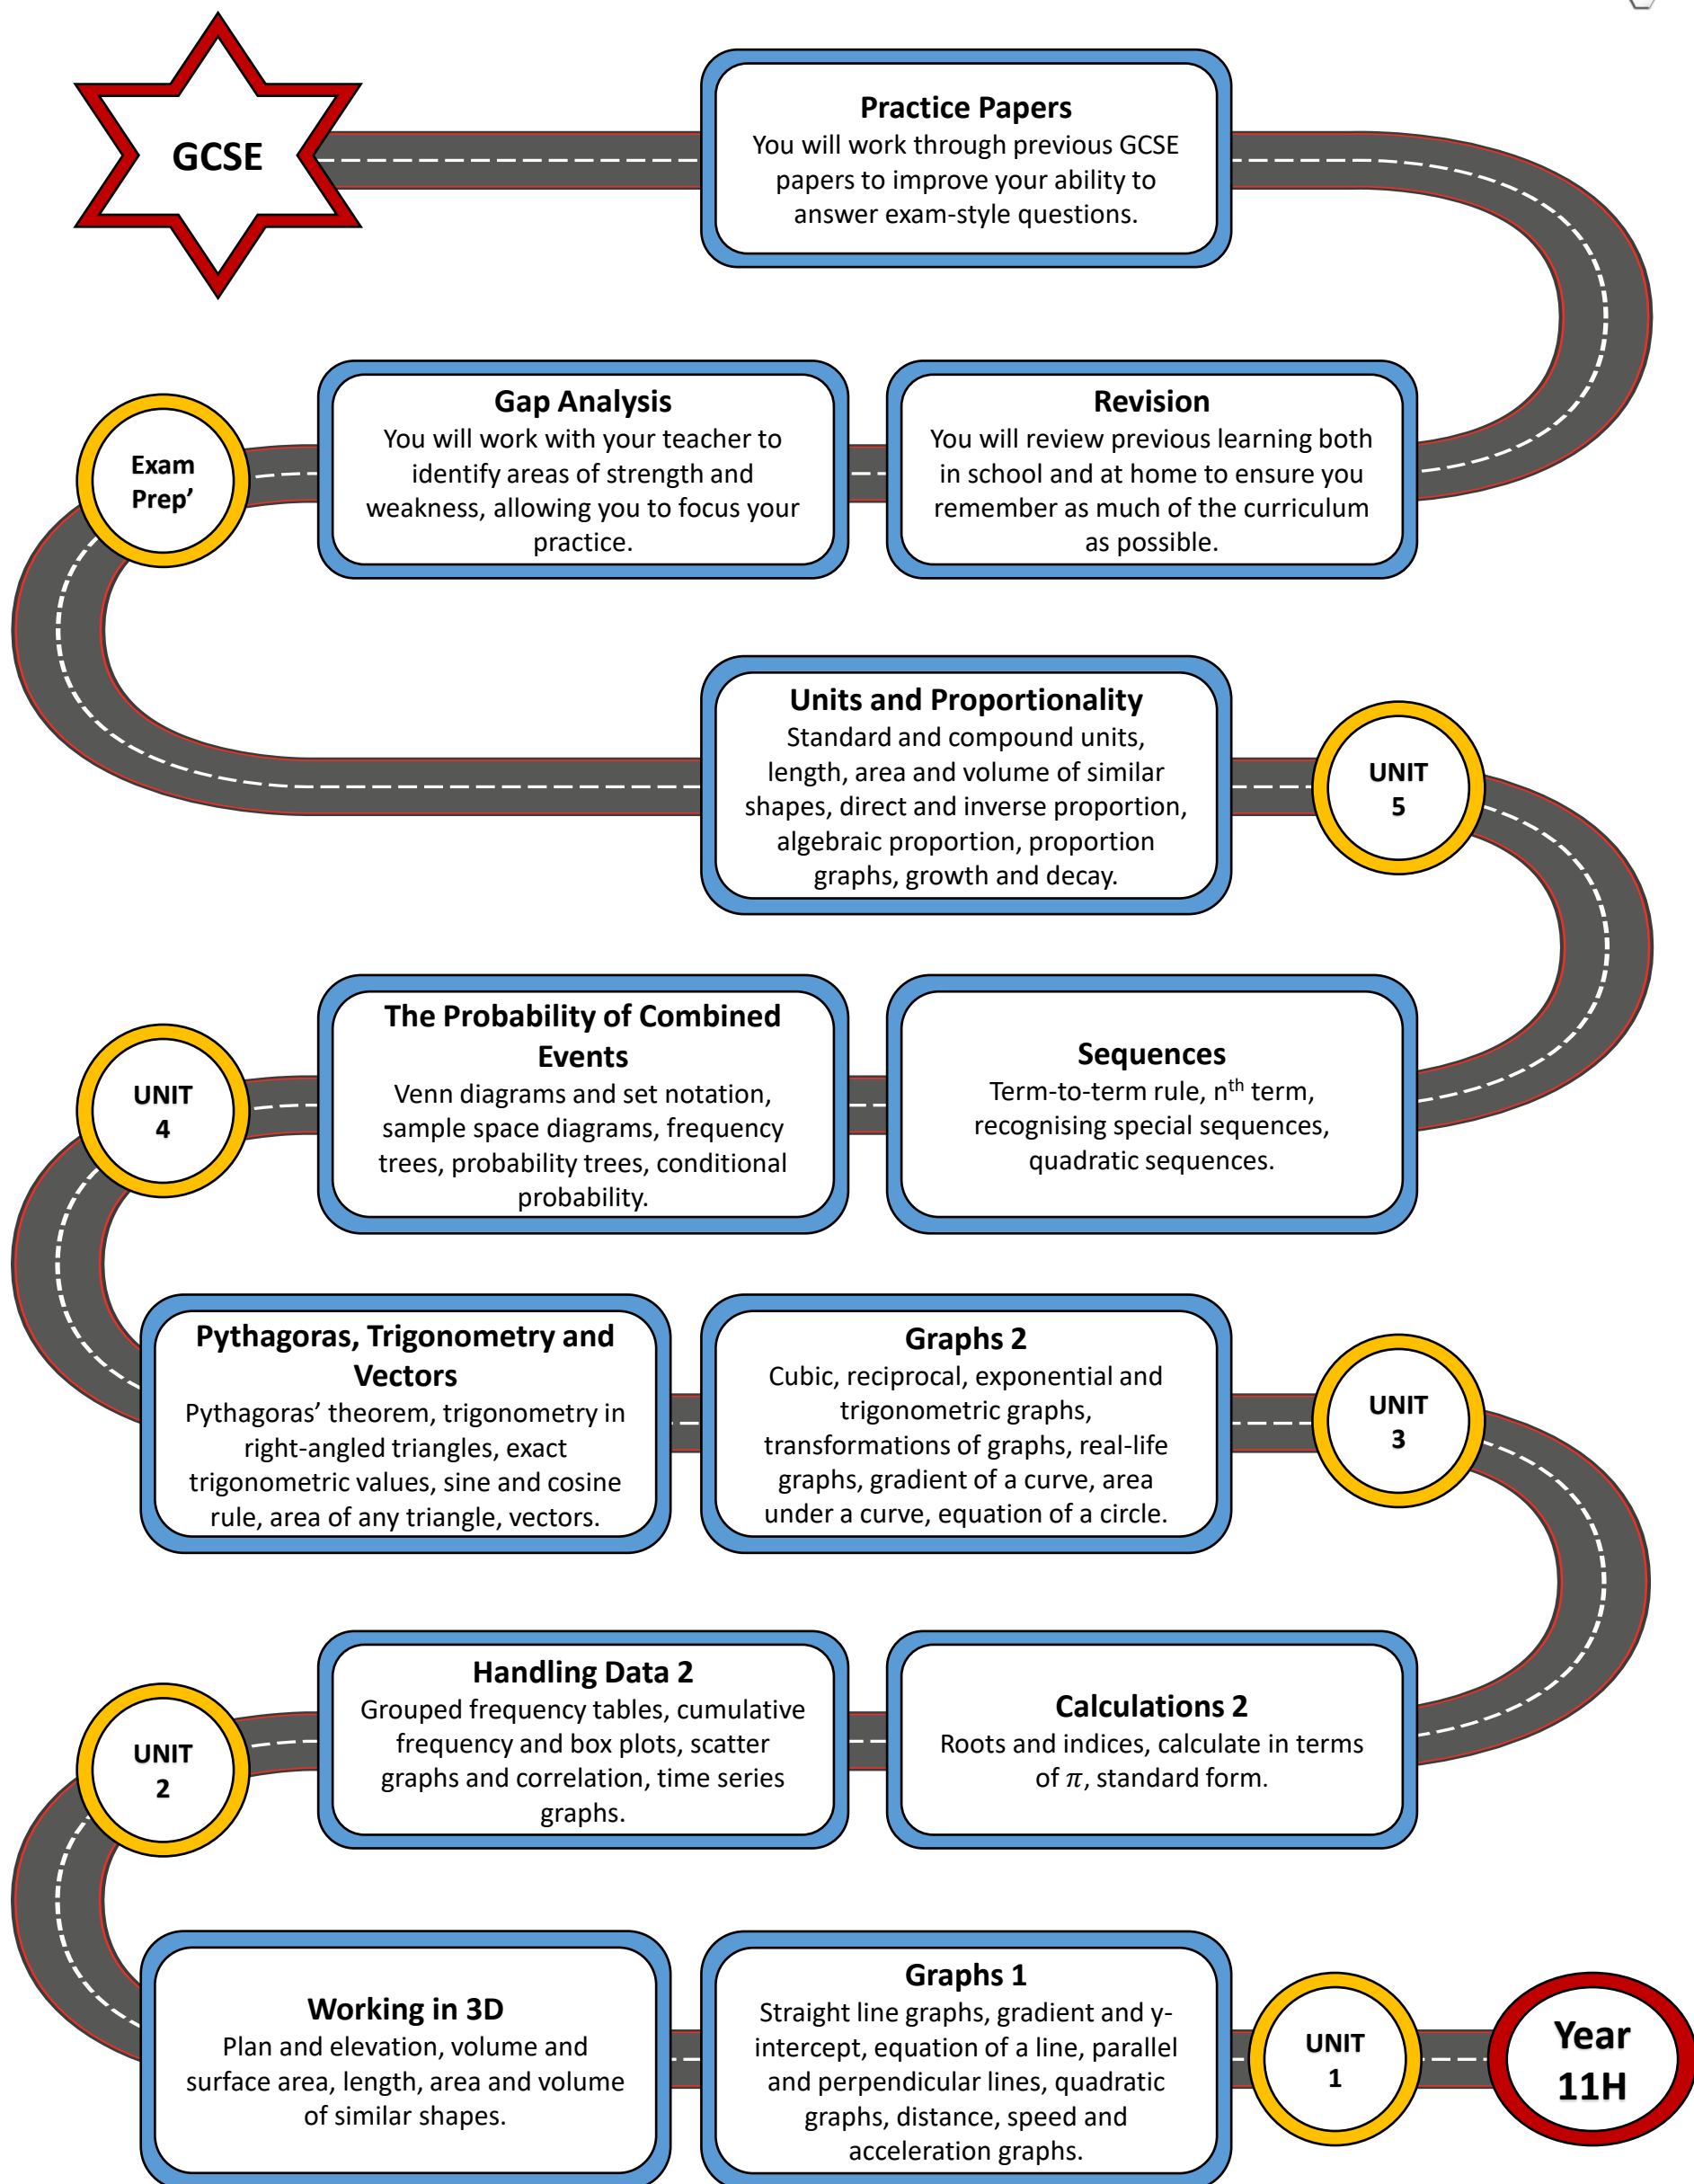 GCSE
Practice Papers
You will work through previous GCSE
papers to improve your ability to
answer exam-style questions.
Exam
Prep’
Gap Analysis
You will work with your teacher to
identify areas of strength and
weakness, allowing you to focus your
practice.
Revision
You will review previous learning both
in school and at home to ensure you
remember as much of the curriculum
as possible.
Units and Proportionality
Standard and compound units,
length, area and volume of similar
shapes, direct and inverse proportion,
algebraic proportion, proportion
graphs, growth and decay.
UNIT
5
UNIT
4
The Probability of Combined
Events
Venn diagrams and set notation,
sample space diagrams, frequency
trees, probability trees, conditional
probability.
Sequences
Term-to-term rule, nth term,
recognising special sequences,
quadratic sequences.
Pythagoras, Trigonometry and
Vectors
Pythagoras’ theorem, trigonometry in
right-angled triangles, exact
trigonometric values, sine and cosine
rule, area of any triangle, vectors.
Graphs 2
Cubic, reciprocal, exponential and
trigonometric graphs,
transformations of graphs, real-life
graphs, gradient of a curve, area
under a curve, equation of a circle.
UNIT
3
UNIT
2
Handling Data 2
Grouped frequency tables, cumulative
frequency and box plots, scatter
graphs and correlation, time series
graphs.
Calculations 2
Roots and indices, calculate in terms
of π, standard form.
Working in 3D
Plan and elevation, volume and
surface area, length, area and volume
of similar shapes.
Graphs 1
Straight line graphs, gradient and y-
intercept, equation of a line, parallel
and perpendicular lines, quadratic
graphs, distance, speed and
acceleration graphs.
UNIT
1
Year
11H